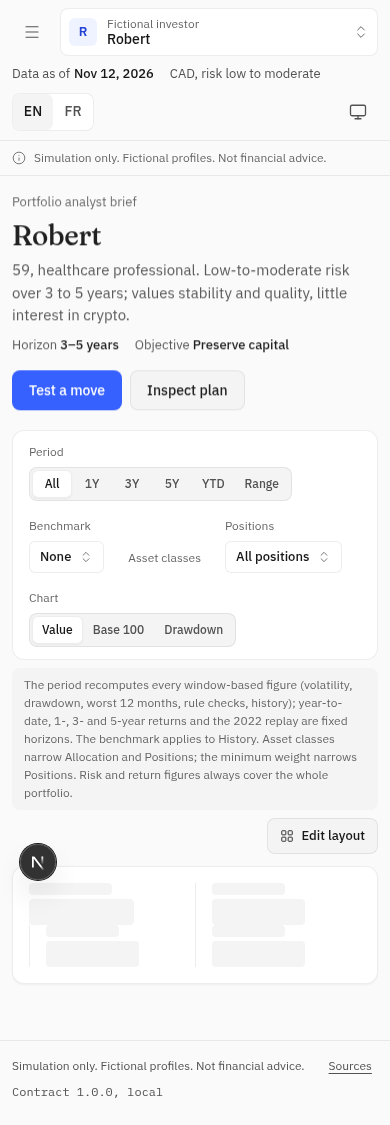 Fictional investor
R
Robert
Data as of Nov 12, 2026 CAD, risk low to moderate
EN FR
Simulation only. Fictional profiles. Not financial advice.
Portfolio analyst brief
Robert
59, healthcare professional. Low-to-moderate risk
over 3 to 5 years; values stability and quality, little
interest in crypto.
Horizon 3–5 years Objective Preserve capital
Test a move Inspect plan
Period
All 1Y 3Y 5Y YTD Range
Benchmark Positions
None Asset classes All positions
Chart
Value Base 100 Drawdown
The period recomputes every window-based figure (volatility,
drawdown, worst 12 months, rule checks, history); year-to-
date, 1-, 3- and 5-year returns and the 2022 replay are fixed
horizons. The benchmark applies to History. Asset classes
narrow Allocation and Positions; the minimum weight narrows
Positions. Risk and return figures always cover the whole
portfolio.
Edit layout
N
Simulation only. Fictional profiles. Not financial advice. Sources
Contract 1.0.0, local